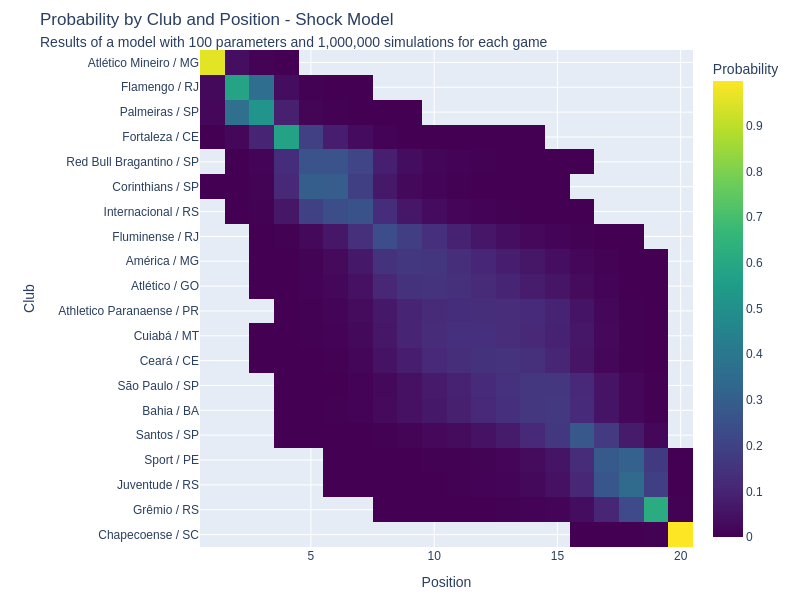 Probability by Club and Position - Shock Model
Results of a model with 100 parameters and 1,000,000 simulations for each game
Probability
Atlético Mineiro / MG
Flamengo / RJ
Palmeiras / SP
Fortaleza / CE
Red Bull Bragantino / SP
Corinthians / SP
Internacional / RS
Fluminense / RJ
América / MG
Atlético / GO
Athletico Paranaense / PR
Cuiabá / MT
Ceará / CE
São Paulo / SP
Bahia / BA
Santos / SP
Sport / PE
Juventude / RS
Grêmio / RS
Chapecoense / SC
Club
5
10
15
20
Position
0.9
0.8
0.7
0.6
0.5
0.4
0.3
0.2
0.1
0